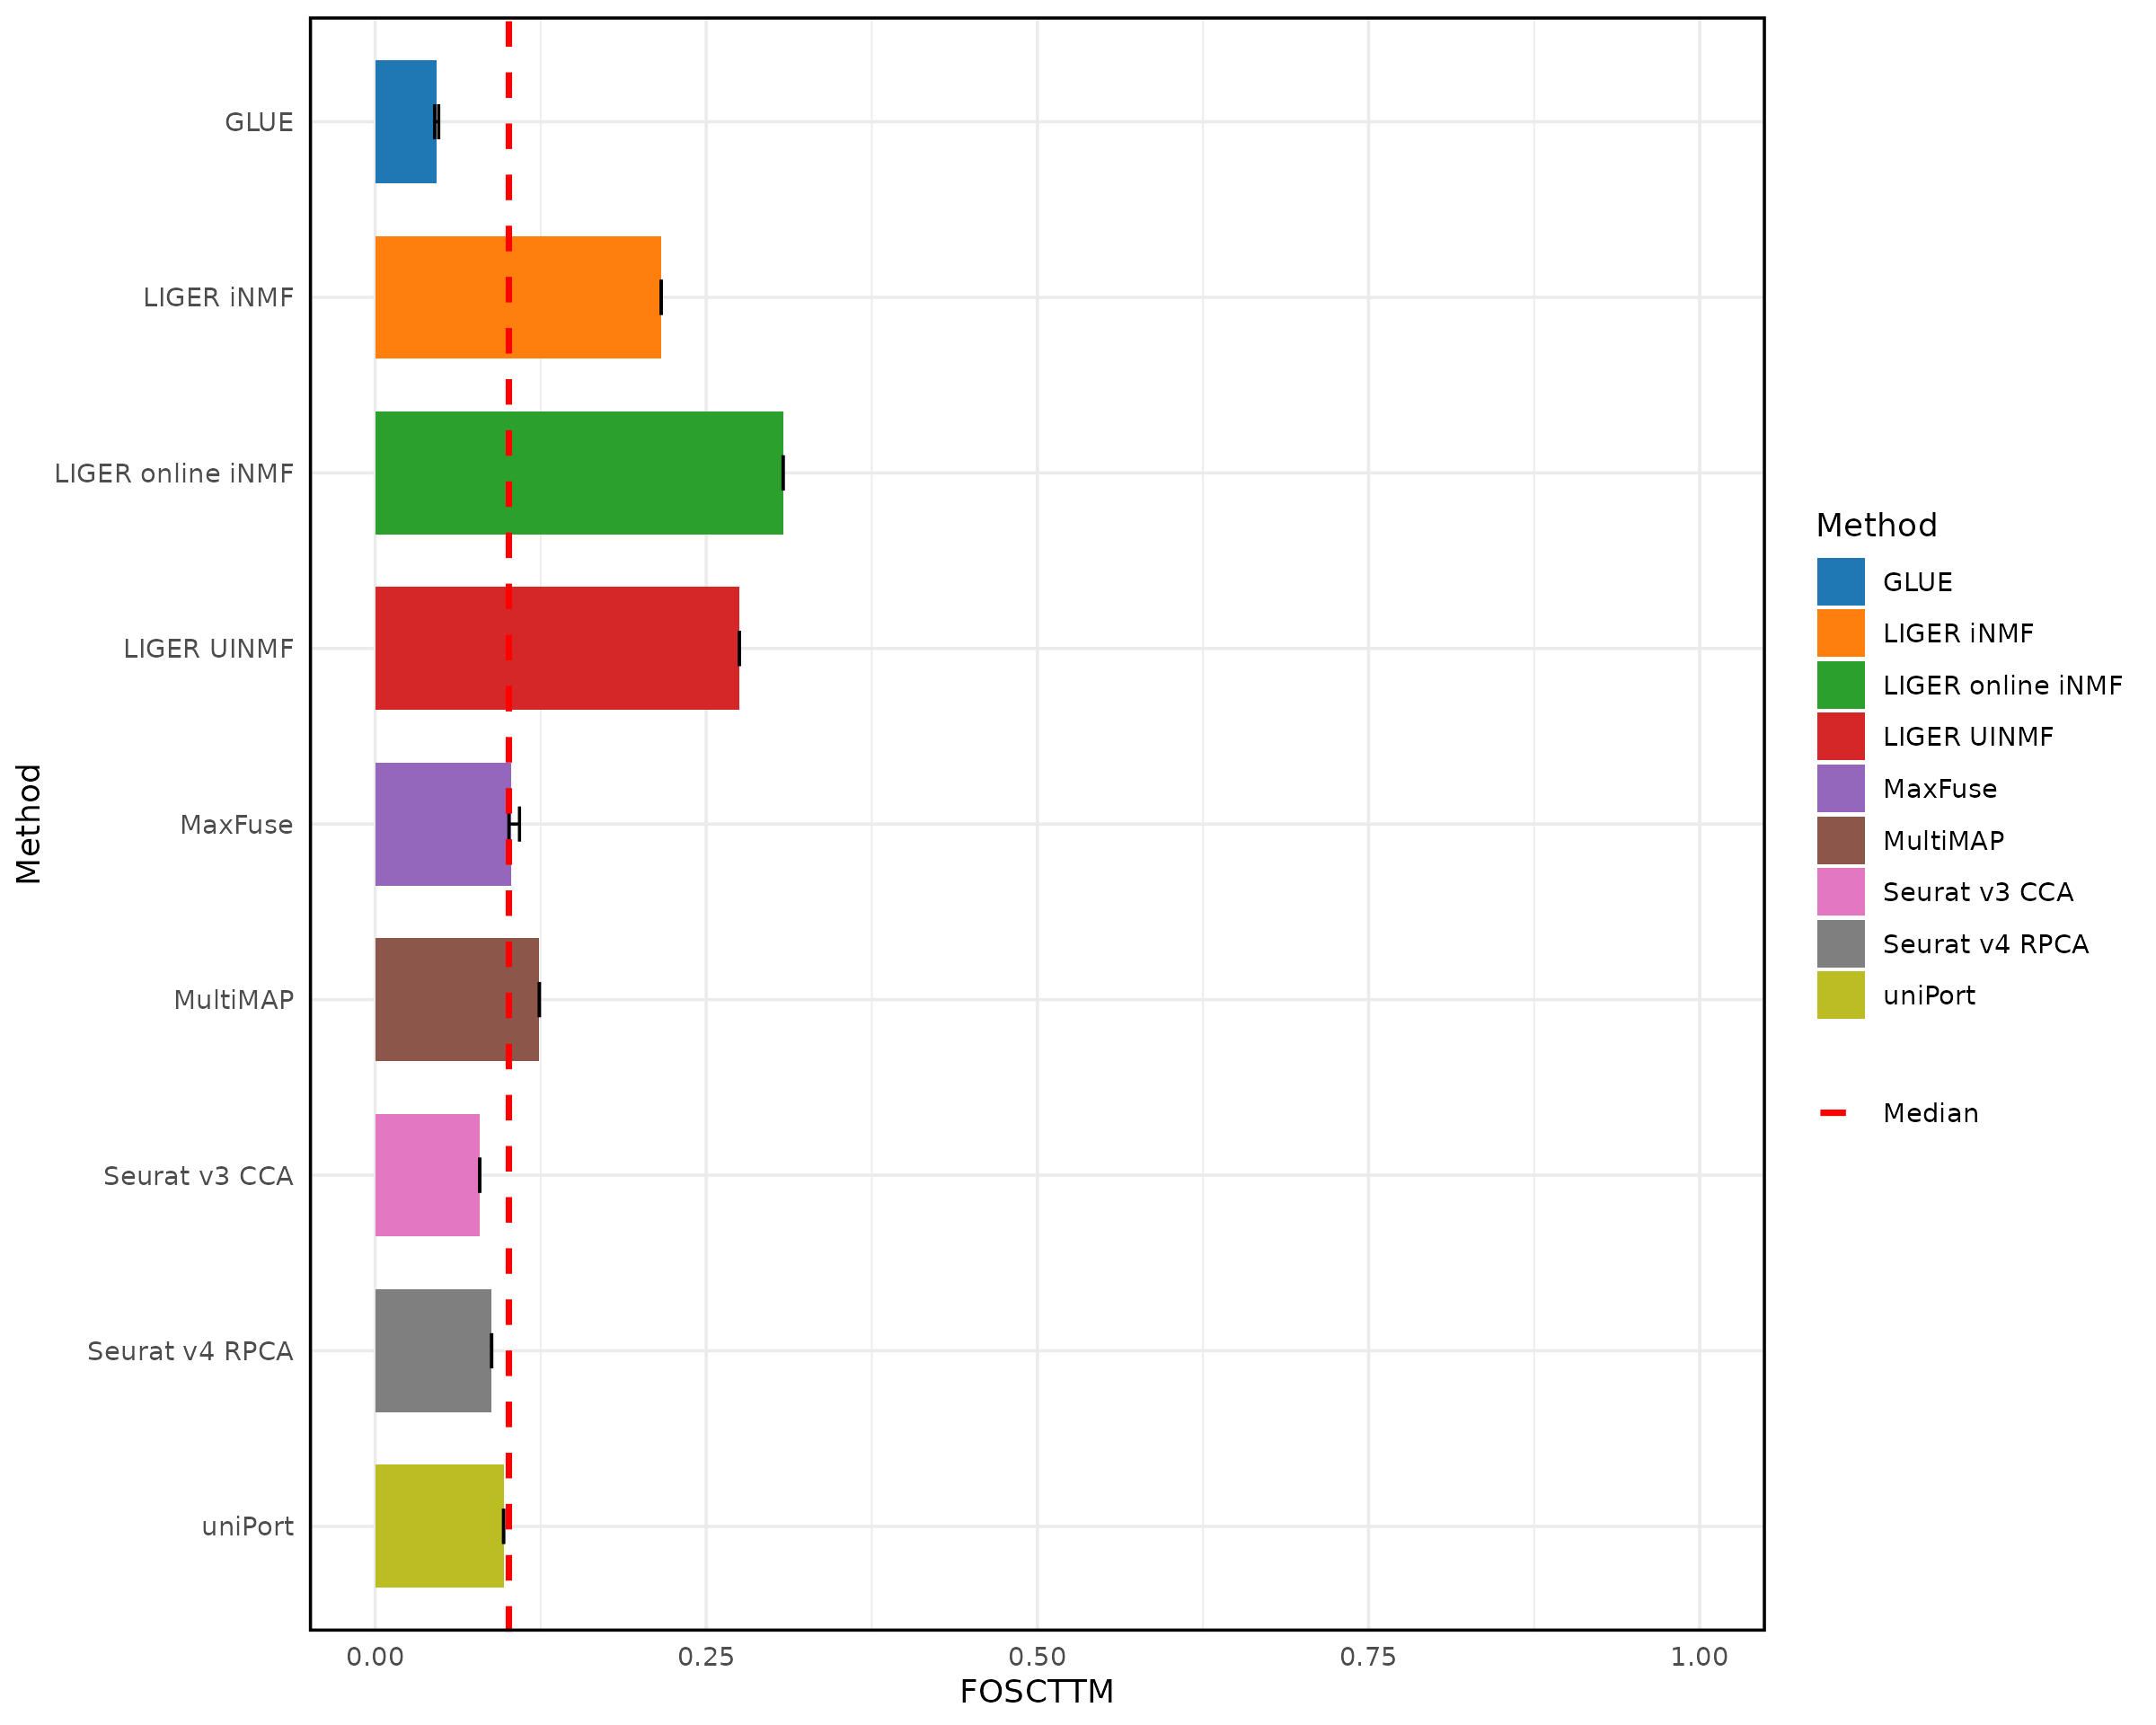 Method
GLUE
LIGER iNMF
LIGER online iNMF
LIGER UINMF
MaxFuse
MultiMAP
Seurat v3 CCA
Seurat v4 RPCA
uniPort
0.00
0.25
0.50
0.75
1.00
FOSCTTM
Method
GLUE
LIGER iNMF
LIGER online iNMF
LIGER UINMF
MaxFuse
MultiMAP
Seurat v3 CCA
Seurat v4 RPCA
uniPort
Median